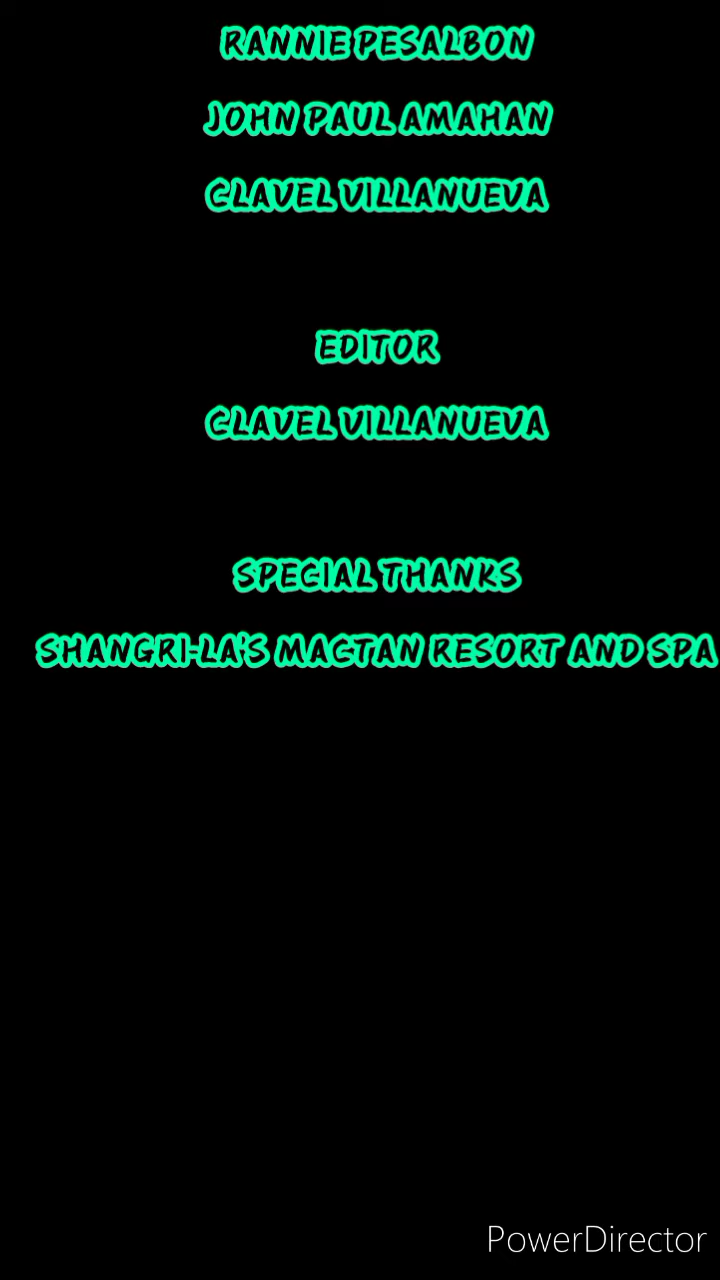 RANNIE PESALBON
JOHN PAUL AMAHAN
CLAVEL VILLANUEVA
EDITOR
CLAVEL VILLANUEVA
SPECIAL THANKS
SHANGRI-LA'S MACTAN RESORT AND SPA
PowerDirector